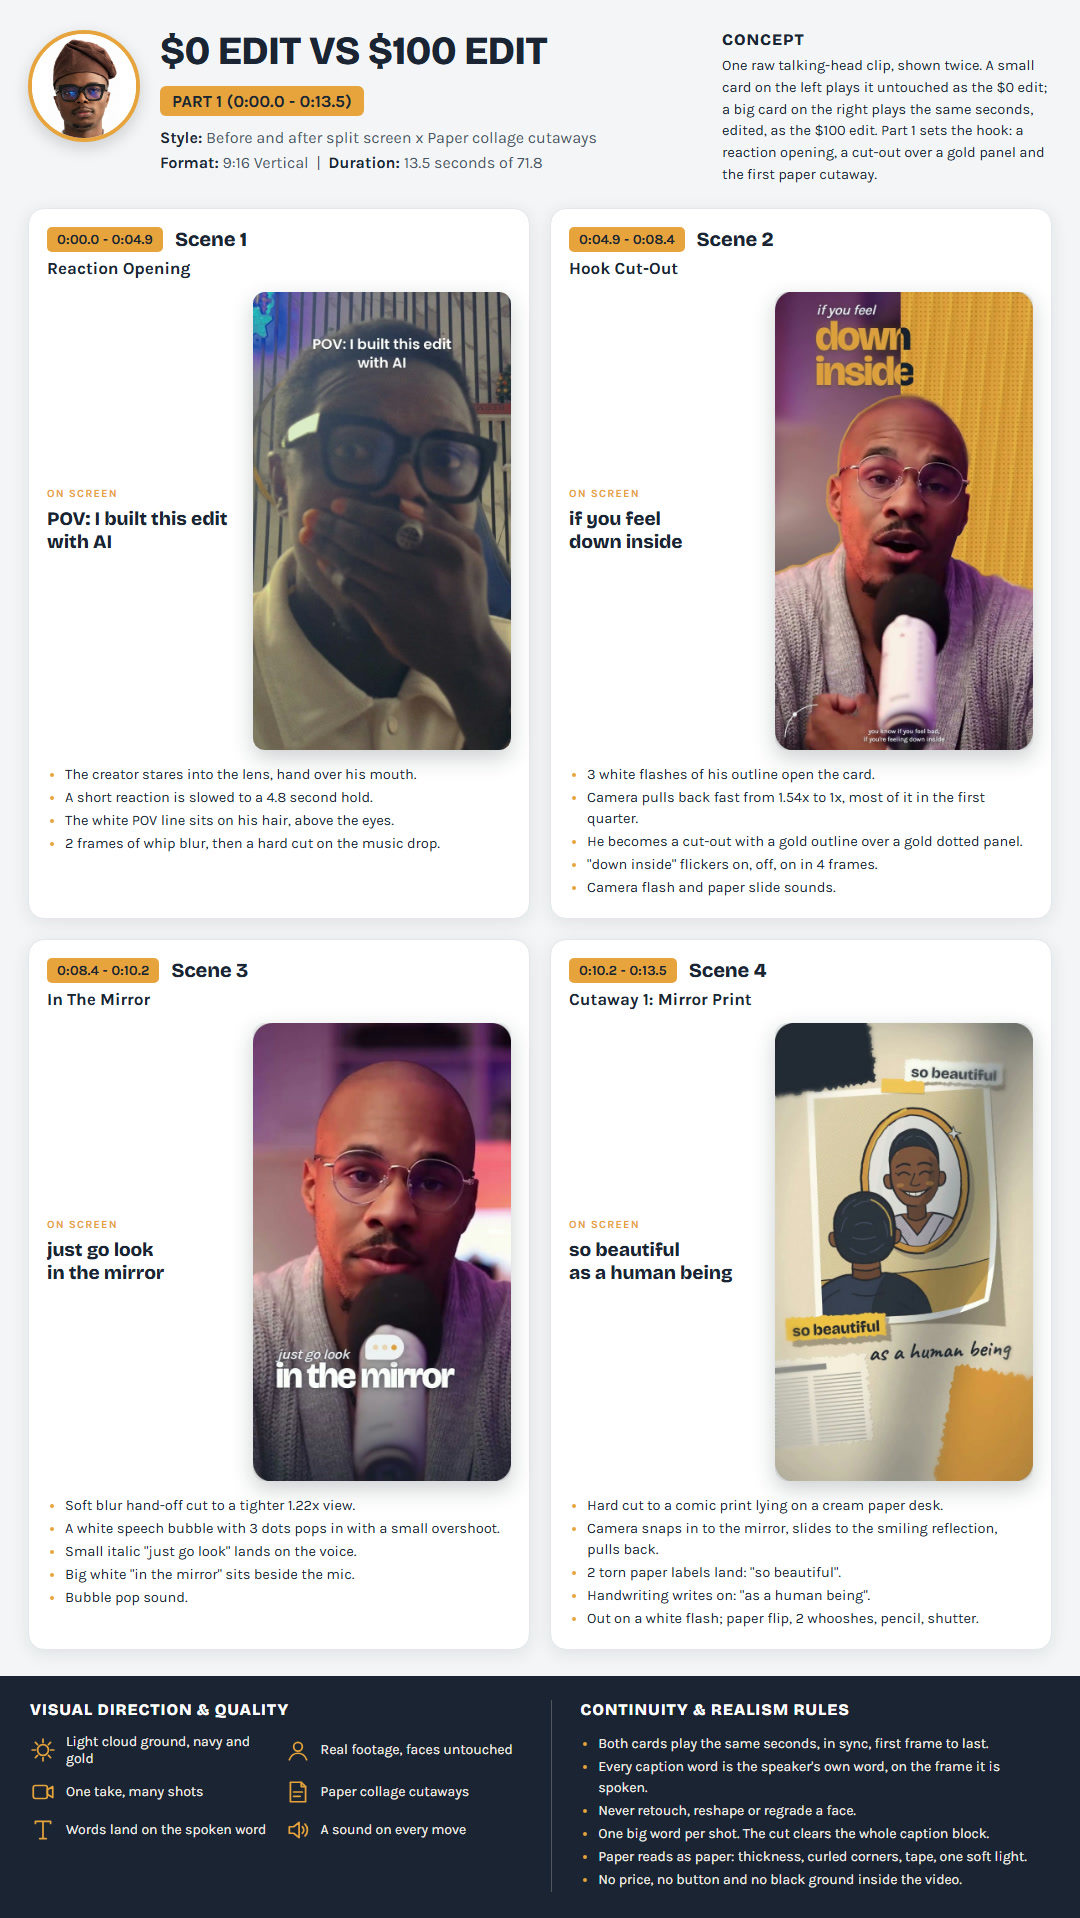 $0 EDIT VS $100 EDIT
PART 1 (0:00.0 - 0:13.5)
Style: Before and after split screen x Paper collage cutaways
Format: 9:16 Vertical | Duration: 13.5 seconds of 71.8
CONCEPT
One raw talking-head clip, shown twice. A small
card on the left plays it untouched as the $0 edit;
a big card on the right plays the same seconds,
edited, as the $100 edit. Part 1 sets the hook: a
reaction opening, a cut-out over a gold panel and
the first paper cutaway.
0:00.0 - 0:04.9 Scene 1
Reaction Opening
POV: I built this edit
with AI
ON SCREEN
POV: I built this edit
with AI
The creator stares into the lens, hand over his mouth.
A short reaction is slowed to a 4.8 second hold.
The white POV line sits on his hair, above the eyes.
2 frames of whip blur, then a hard cut on the music drop.
0:04.9 - 0:08.4 Scene 2
Hook Cut-Out
if you feel
down
inside
ON SCREEN
if you feel
down inside
you know if you feel bad,
if you're feeling down inside
3 white flashes of his outline open the card.
Camera pulls back fast from 1.54x to 1x, most of it in the first
quarter.
He becomes a cut-out with a gold outline over a gold dotted panel.
"down inside" flickers on, off, on in 4 frames.
Camera flash and paper slide sounds.
0:08.4 - 0:10.2 Scene 3
In The Mirror
ON SCREEN
just go look
in the mirror
just go look
in the mirror
Soft blur hand-off cut to a tighter 1.22x view.
A white speech bubble with 3 dots pops in with a small overshoot.
Small italic "just go look" lands on the voice.
Big white "in the mirror" sits beside the mic.
Bubble pop sound.
0:10.2 - 0:13.5 Scene 4
Cutaway 1: Mirror Print
so beautiful
ON SCREEN
so beautiful
as a human being
so beautiful
as a human being
Hard cut to a comic print lying on a cream paper desk.
Camera snaps in to the mirror, slides to the smiling reflection,
pulls back.
2 torn paper labels land: "so beautiful".
Handwriting writes on: "as a human being".
Out on a white flash; paper flip, 2 whooshes, pencil, shutter.
VISUAL DIRECTION & QUALITY
Light cloud ground, navy and
gold
Real footage, faces untouched
One take, many shots
Paper collage cutaways
Words land on the spoken word
A sound on every move
CONTINUITY & REALISM RULES
Both cards play the same seconds, in sync, first frame to last.
Every caption word is the speaker's own word, on the frame it is
spoken.
Never retouch, reshape or regrade a face.
One big word per shot. The cut clears the whole caption block.
Paper reads as paper: thickness, curled corners, tape, one soft light.
No price, no button and no black ground inside the video.